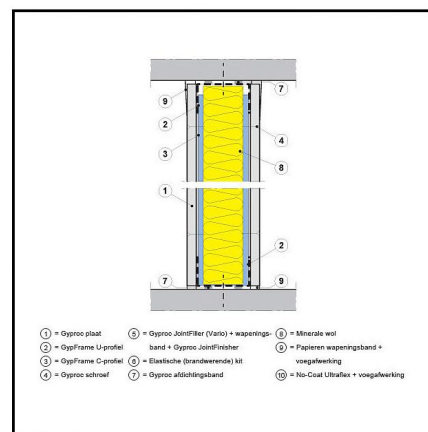 9
7
2
4
3
8
1
2
7
9
1 = Gyproc plaat
2 = GypFrame U-profiel
3 = GypFrame C-profiel
4 = Gyproc schroef
5 = Gyproc JointFiller (Vario) + wapenings-
band + Gyproc JointFinisher
6 = Elastische (brandwerende) kit
7 = Gyproc afdichtingsband
8 = Minerale wol
9 = Papieren wapeningsband +
voegafwerking
10 = No-Coat Ultraflex + voegafwerking